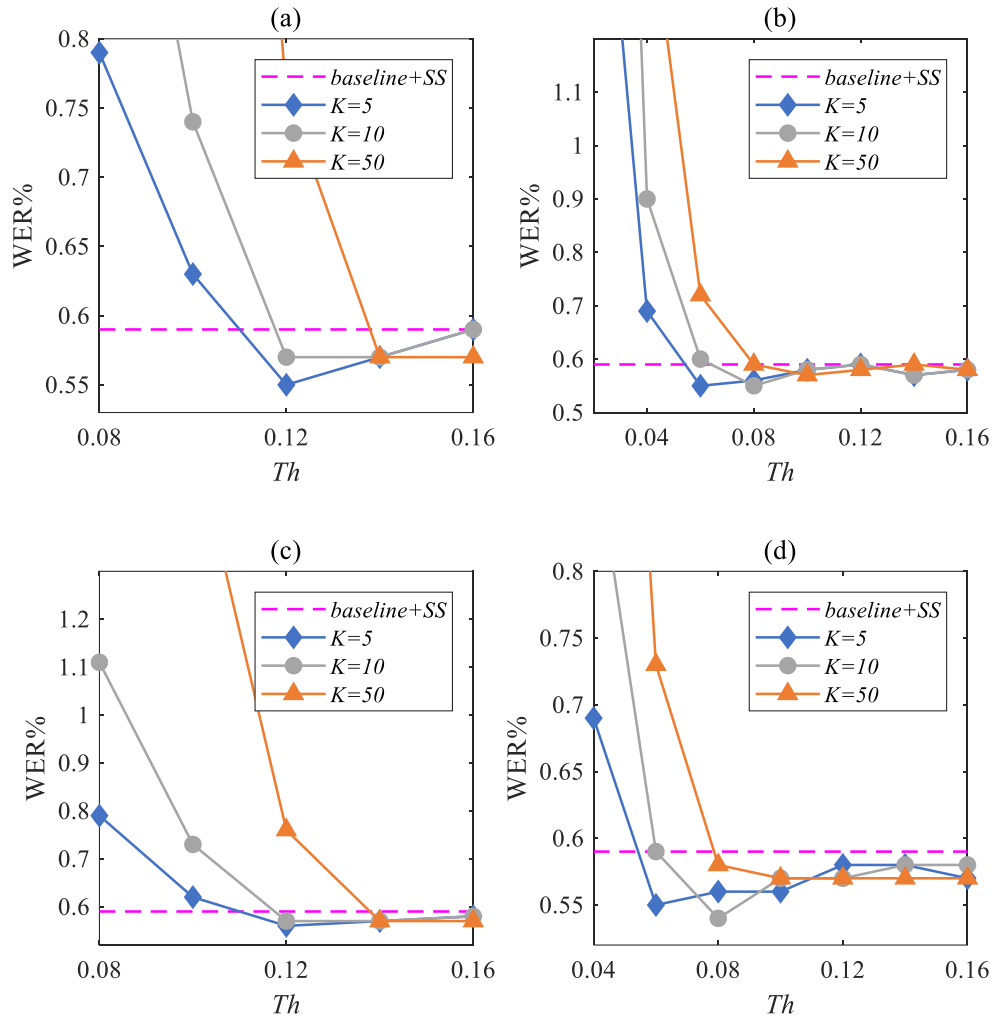 (a)
0.8
0.75
0.7
0.65
0.6
0.55
WER%
0.08
0.12
0.16
Th
baseline+SS
K=5
K=10
K=50
(b)
1.1
1
0.9
0.8
0.7
0.6
0.5
WER%
0.04
0.08
0.12
0.16
Th
baseline+SS
K=5
K=10
K=50
(c)
1.2
1.1
1
0.9
0.8
0.7
0.6
WER%
0.08
0.12
0.16
Th
baseline+SS
K=5
K=10
K=50
(d)
0.8
0.75
0.7
0.65
0.6
0.55
WER%
0.04
0.08
0.12
0.16
Th
baseline+SS
K=5
K=10
K=50